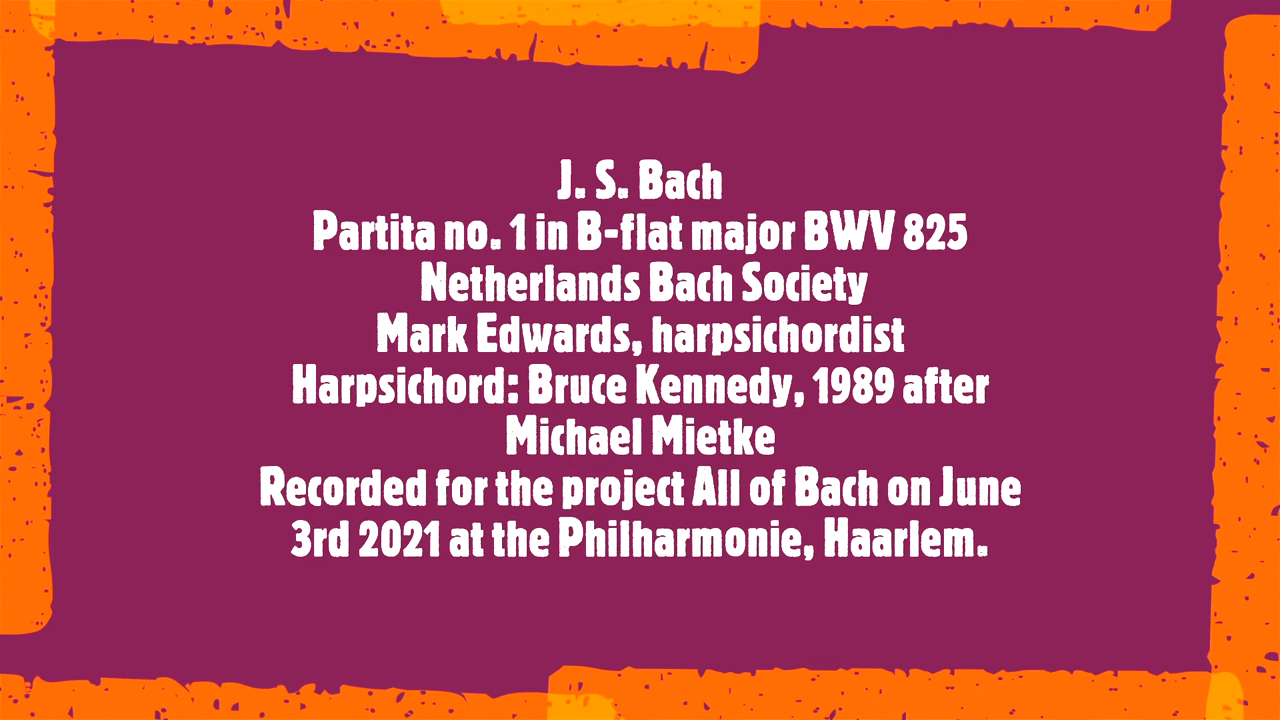 J. S. Bach
Partita no. 1 in B-flat major BWV 825
Netherlands Bach Society
Mark Edwards, harpsichordist
Harpsichord: Bruce Kennedy, 1989 after
Michael Mietke
Recorded for the project All of Bach on June
3rd 2021 at the Philharmonie, Haarlem.